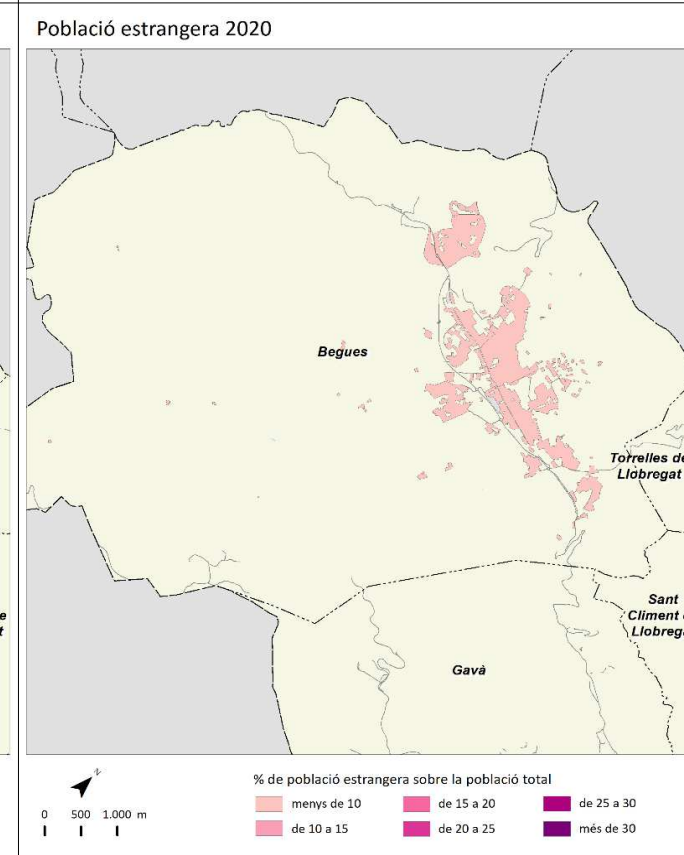 Població estrangera 2020
Begues
Torrelles de
Llobregat
Sant
Climent
Gavà
N
% de població estrangera sobre la població total
menys de 10
de 15 a 20
de 25 a 30
0 500 1.000 m
de 10 a 15
de 20 a 25
més de 30